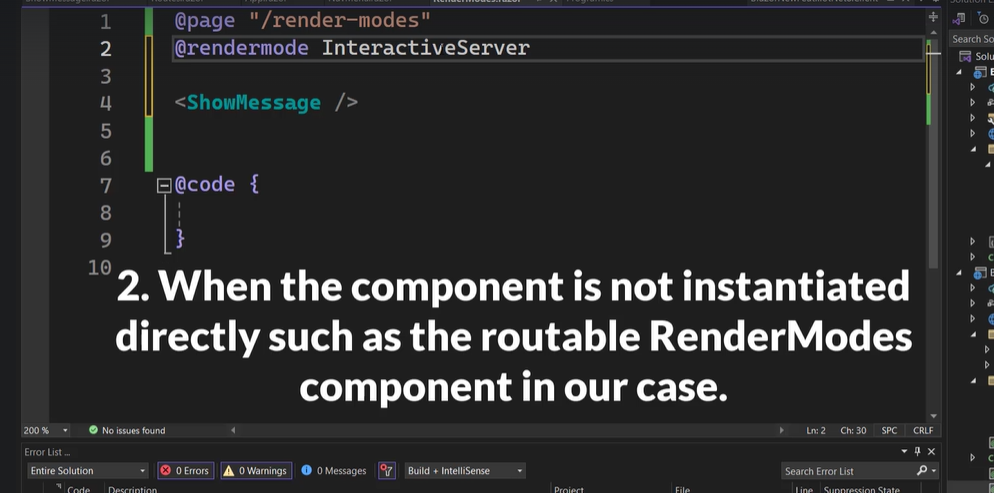 1 @page "/render-modes"
2 @rendermode InteractiveServer
3
4 <ShowMessage />
5
6
7 @code {
8
9 }
10
2. When the component is not instantiated
directly such as the routable RenderModes
component in our case.
Search So
Solu
200 % No issues found Ln: 2 Ch: 30 SPC CRLF
Error List ...
Entire Solution 0 Errors 0 Warnings 0 Messages Build + IntelliSense Search Error List
Code Description Project File Line Suppression State